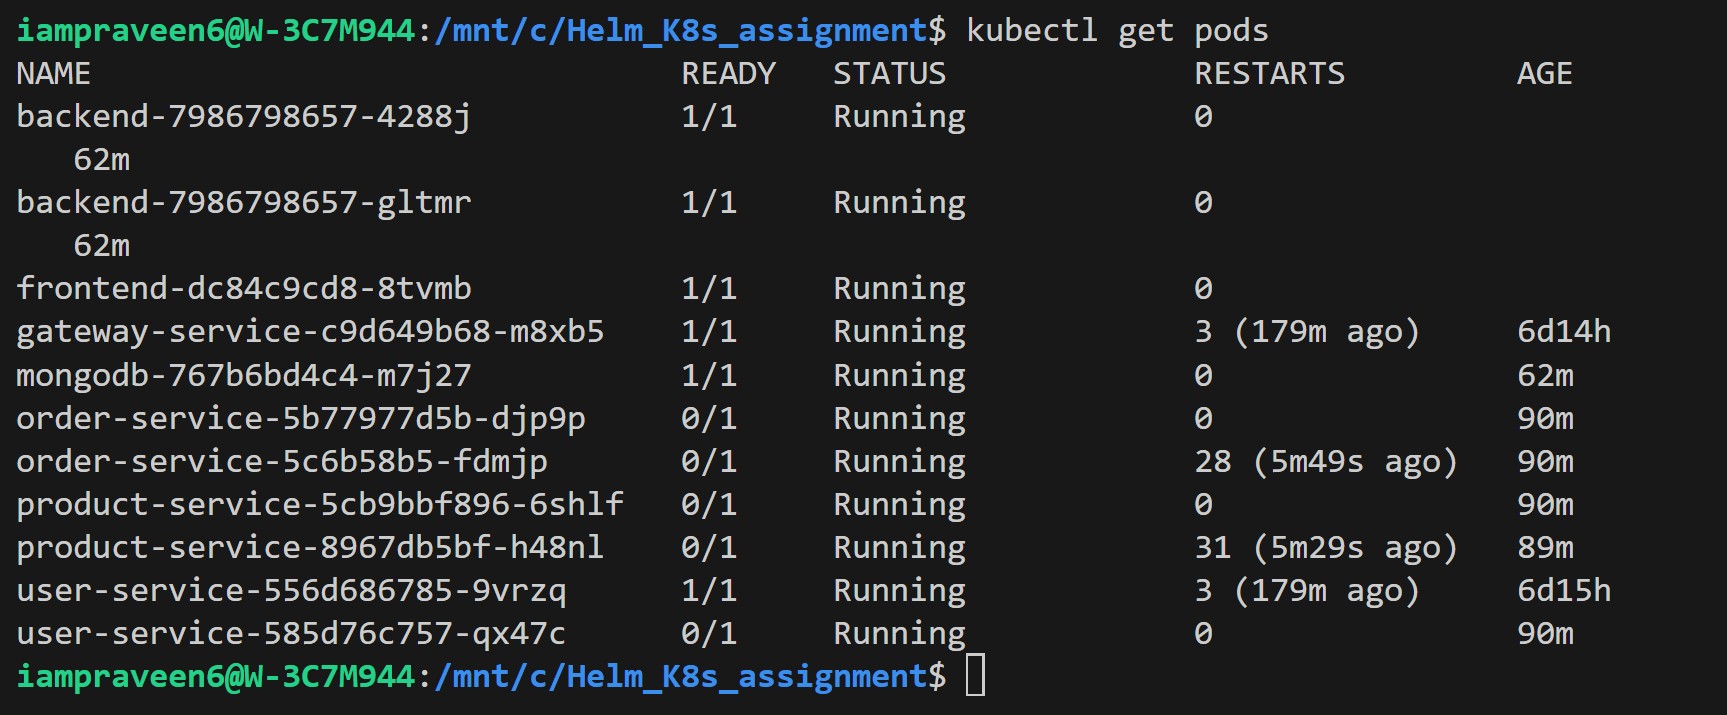 iampraveen6@W-3C7M944:/mnt/c/Helm_K8s_assignment$ kubectl get pods
NAME                               READY   STATUS             RESTARTS         AGE
backend-7986798657-4288j           1/1     Running            0
   62m
backend-7986798657-gltmr           1/1     Running            0
   62m
frontend-dc84c9cd8-8tvmb           1/1     Running            0
gateway-service-c9d649b68-m8xb5    1/1     Running            3 (179m ago)     6d14h
mongodb-767b6bd4c4-m7j27           1/1     Running            0                62m
order-service-5b77977d5b-djp9p     0/1     Running            0                90m
order-service-5c6b58b5-fdmjp       0/1     Running            28 (5m49s ago)   90m
product-service-5cb9bbf896-6shlf   0/1     Running            0                90m
product-service-8967db5bf-h48nl    0/1     Running            31 (5m29s ago)   89m
user-service-556d686785-9vrzq      1/1     Running            3 (179m ago)     6d15h
user-service-585d76c757-qx47c      0/1     Running            0                90m
iampraveen6@W-3C7M944:/mnt/c/Helm_K8s_assignment$